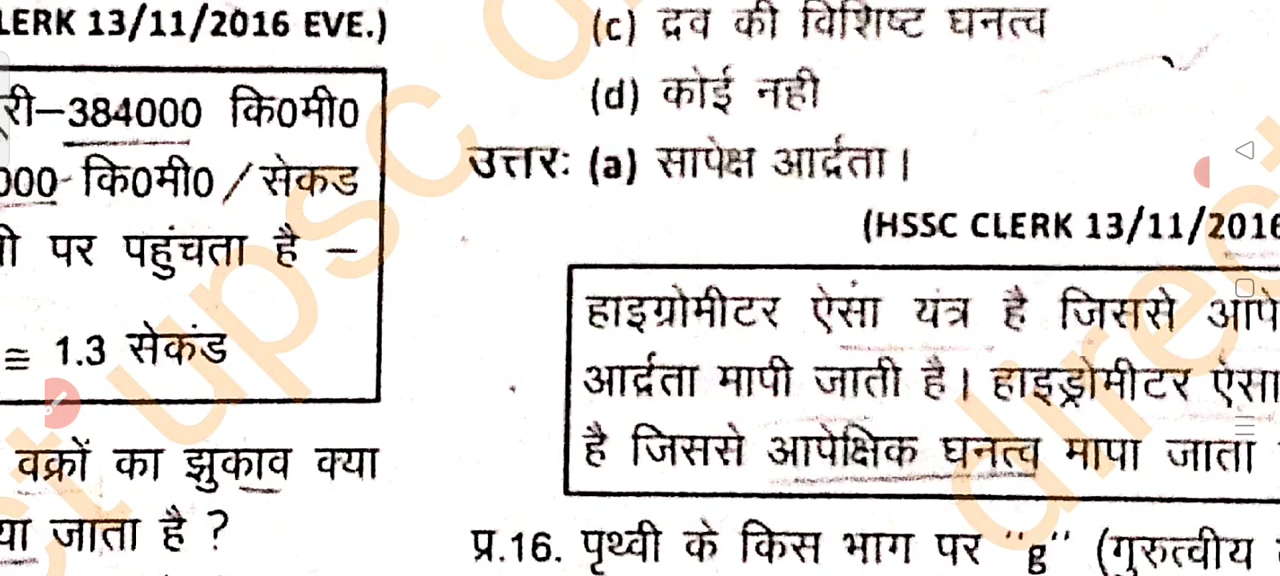 LERK 13/11/2016 EVE.)
री–384000 कि0मी0
000 कि0मी0 / सेकड
पर पहुंचता है –
≅ 1.3 सेकंड
वक्रों का झुकाव क्या
या जाता है ?
(c) द्रव की विशिष्ट घनत्व
(d) कोई नही
उत्तरः (a) सापेक्ष आर्द्रता।
(HSSC CLERK 13/11/2016
हाइग्रोमीटर ऐसा यंत्र है जिससे आपे
आर्द्रता मापी जाती है। हाइड्रोमीटर ऐसा
है जिससे आपेक्षिक घनत्व मापा जाता
प्र.16. पृथ्वी के किस भाग पर "g" (गुरुत्वीय